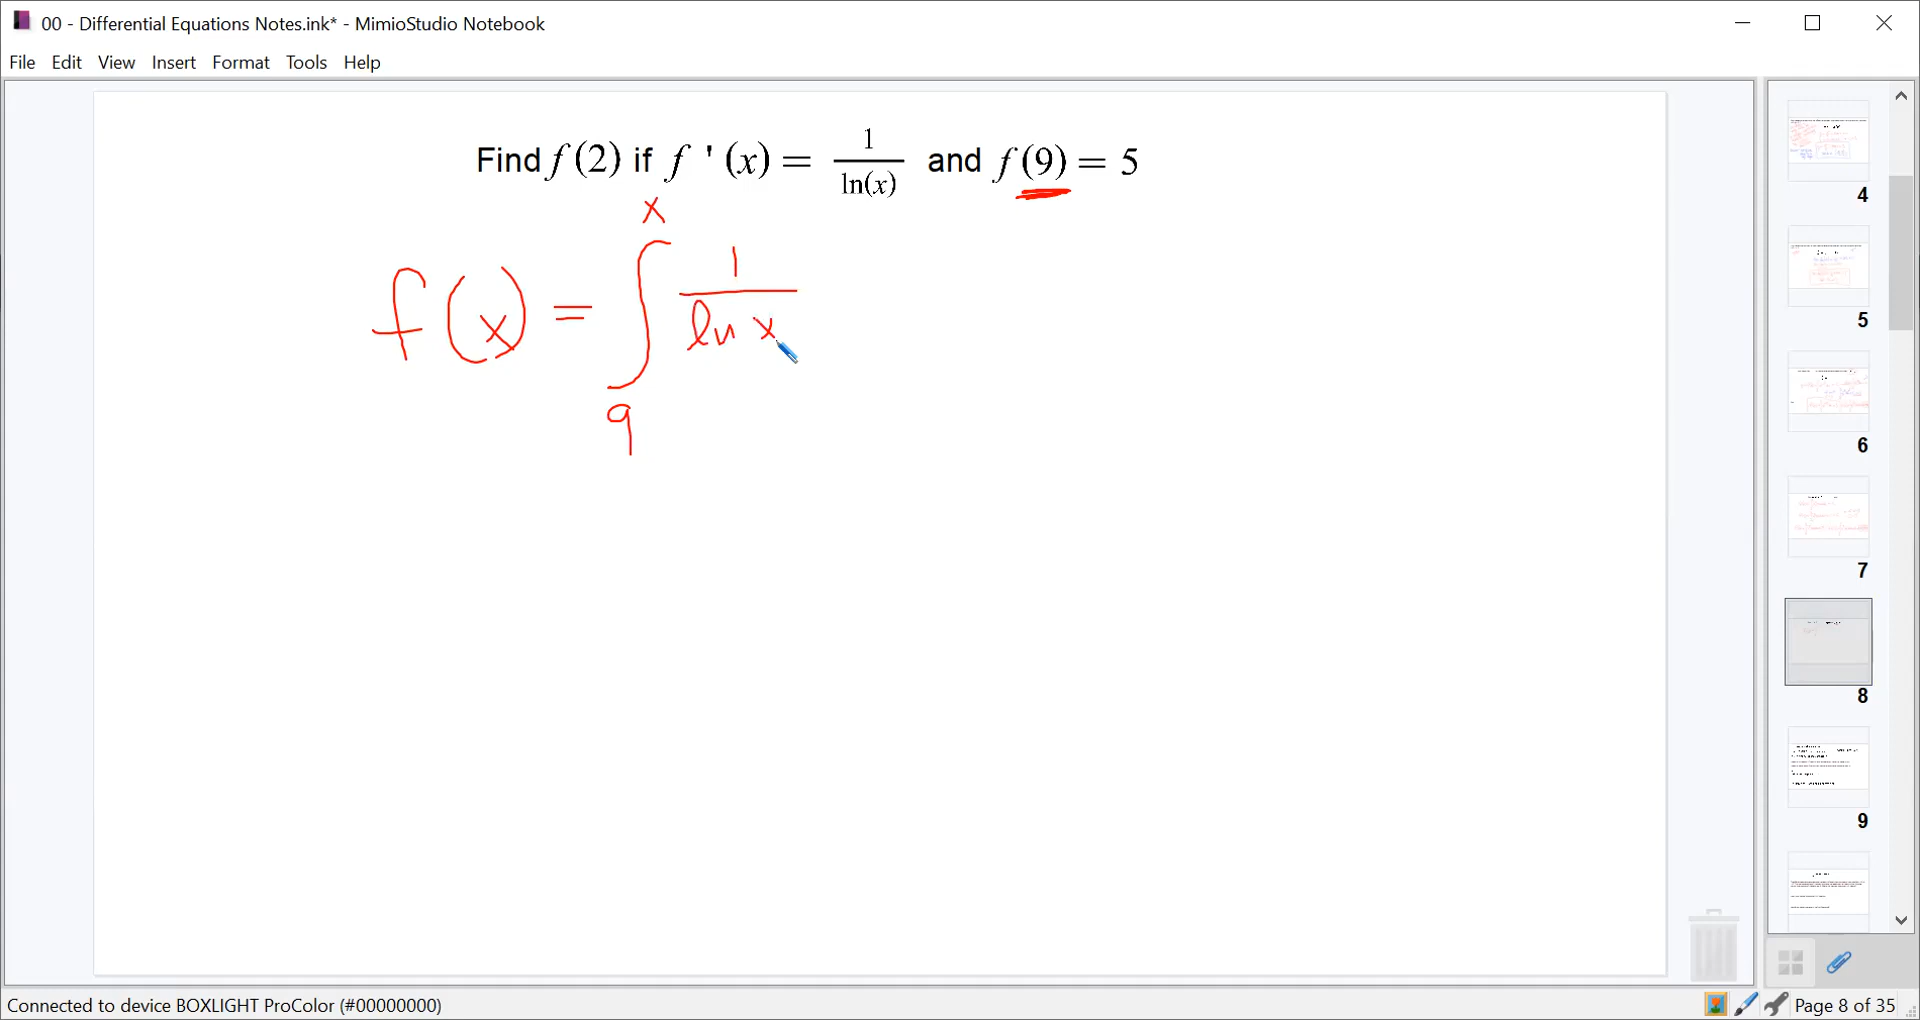 00 - Differential Equations Notes.ink* - MimioStudio Notebook
File Edit View Insert Format Tools Help
Find f(2) if f '(x) = 1/ln(x) and f(9) = 5
f(x) = ∫_9^x 1/ln x
4
5
6
7
8
9
Connected to device BOXLIGHT ProColor (#00000000)
Page 8 of 35